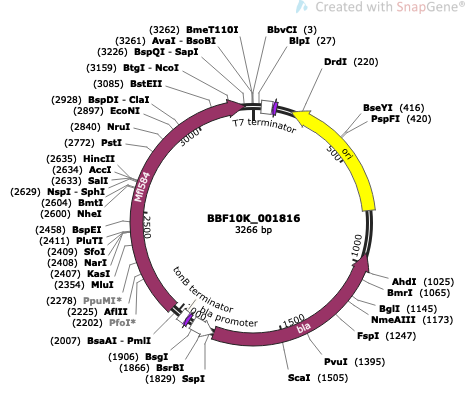 Created with SnapGene®
(3262) BmeT110I
(3261) AvaI - BsoBI
(3226) BspQI - SapI
(3159) BtgI - NcoI
(3085) BstEII
(2928) BspDI - ClaI
(2897) EcoNI
(2840) NruI
(2772) PstI
(2635) HincII
(2634) AccI
(2633) SalI
(2629) NspI - SphI
(2604) BmtI
(2600) NheI
(2458) BspEI
(2411) PluTI
(2409) SfoI
(2408) NarI
(2407) KasI
(2354) MluI
(2278) PpuMI*
(2225) AflII
(2202) PfoI*
(2007) BsaAI - PmlI
(1906) BsgI
(1866) BsrBI
(1829) SspI
BbvCI (3)
BlpI (27)
DrdI (220)
BseYI (416)
PspFI (420)
AhdI (1025)
BmrI (1065)
BglI (1145)
NmeAIII (1173)
FspI (1247)
PvuI (1395)
ScaI (1505)
T7 terminator
ori
500
1000
1500
2500
3000
Mfl584
BBF10K_001816
3266 bp
tonB terminator
bla promoter
bla